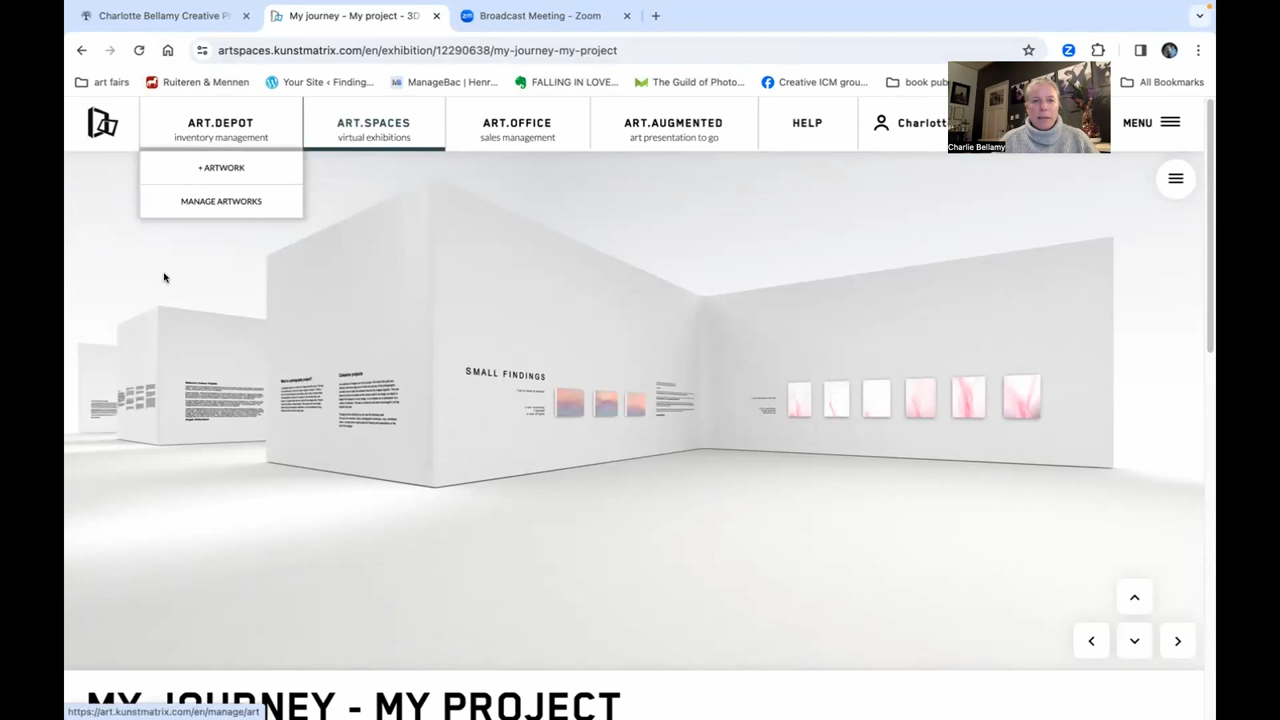 Charlotte Bellamy Creative P
My journey - My project - 3D
Broadcast Meeting - Zoom
artspaces.kunstmatrix.com/en/exhibition/12290638/my-journey-my-project
art fairs
Ruiteren & Mennen
Your Site ‹ Finding...
ManageBac | Henr...
FALLING IN LOVE...
The Guild of Photo...
Creative ICM grou...
book pub
All Bookmarks
ART.DEPOT
inventory management
ART.SPACES
virtual exhibitions
ART.OFFICE
sales management
ART.AUGMENTED
art presentation to go
HELP
Charlott
MENU
Charlie Bellamy
+ ARTWORK
MANAGE ARTWORKS
SMALL FINDINGS
MY JOURNEY - MY PROJECT
https://art.kunstmatrix.com/en/manage/art